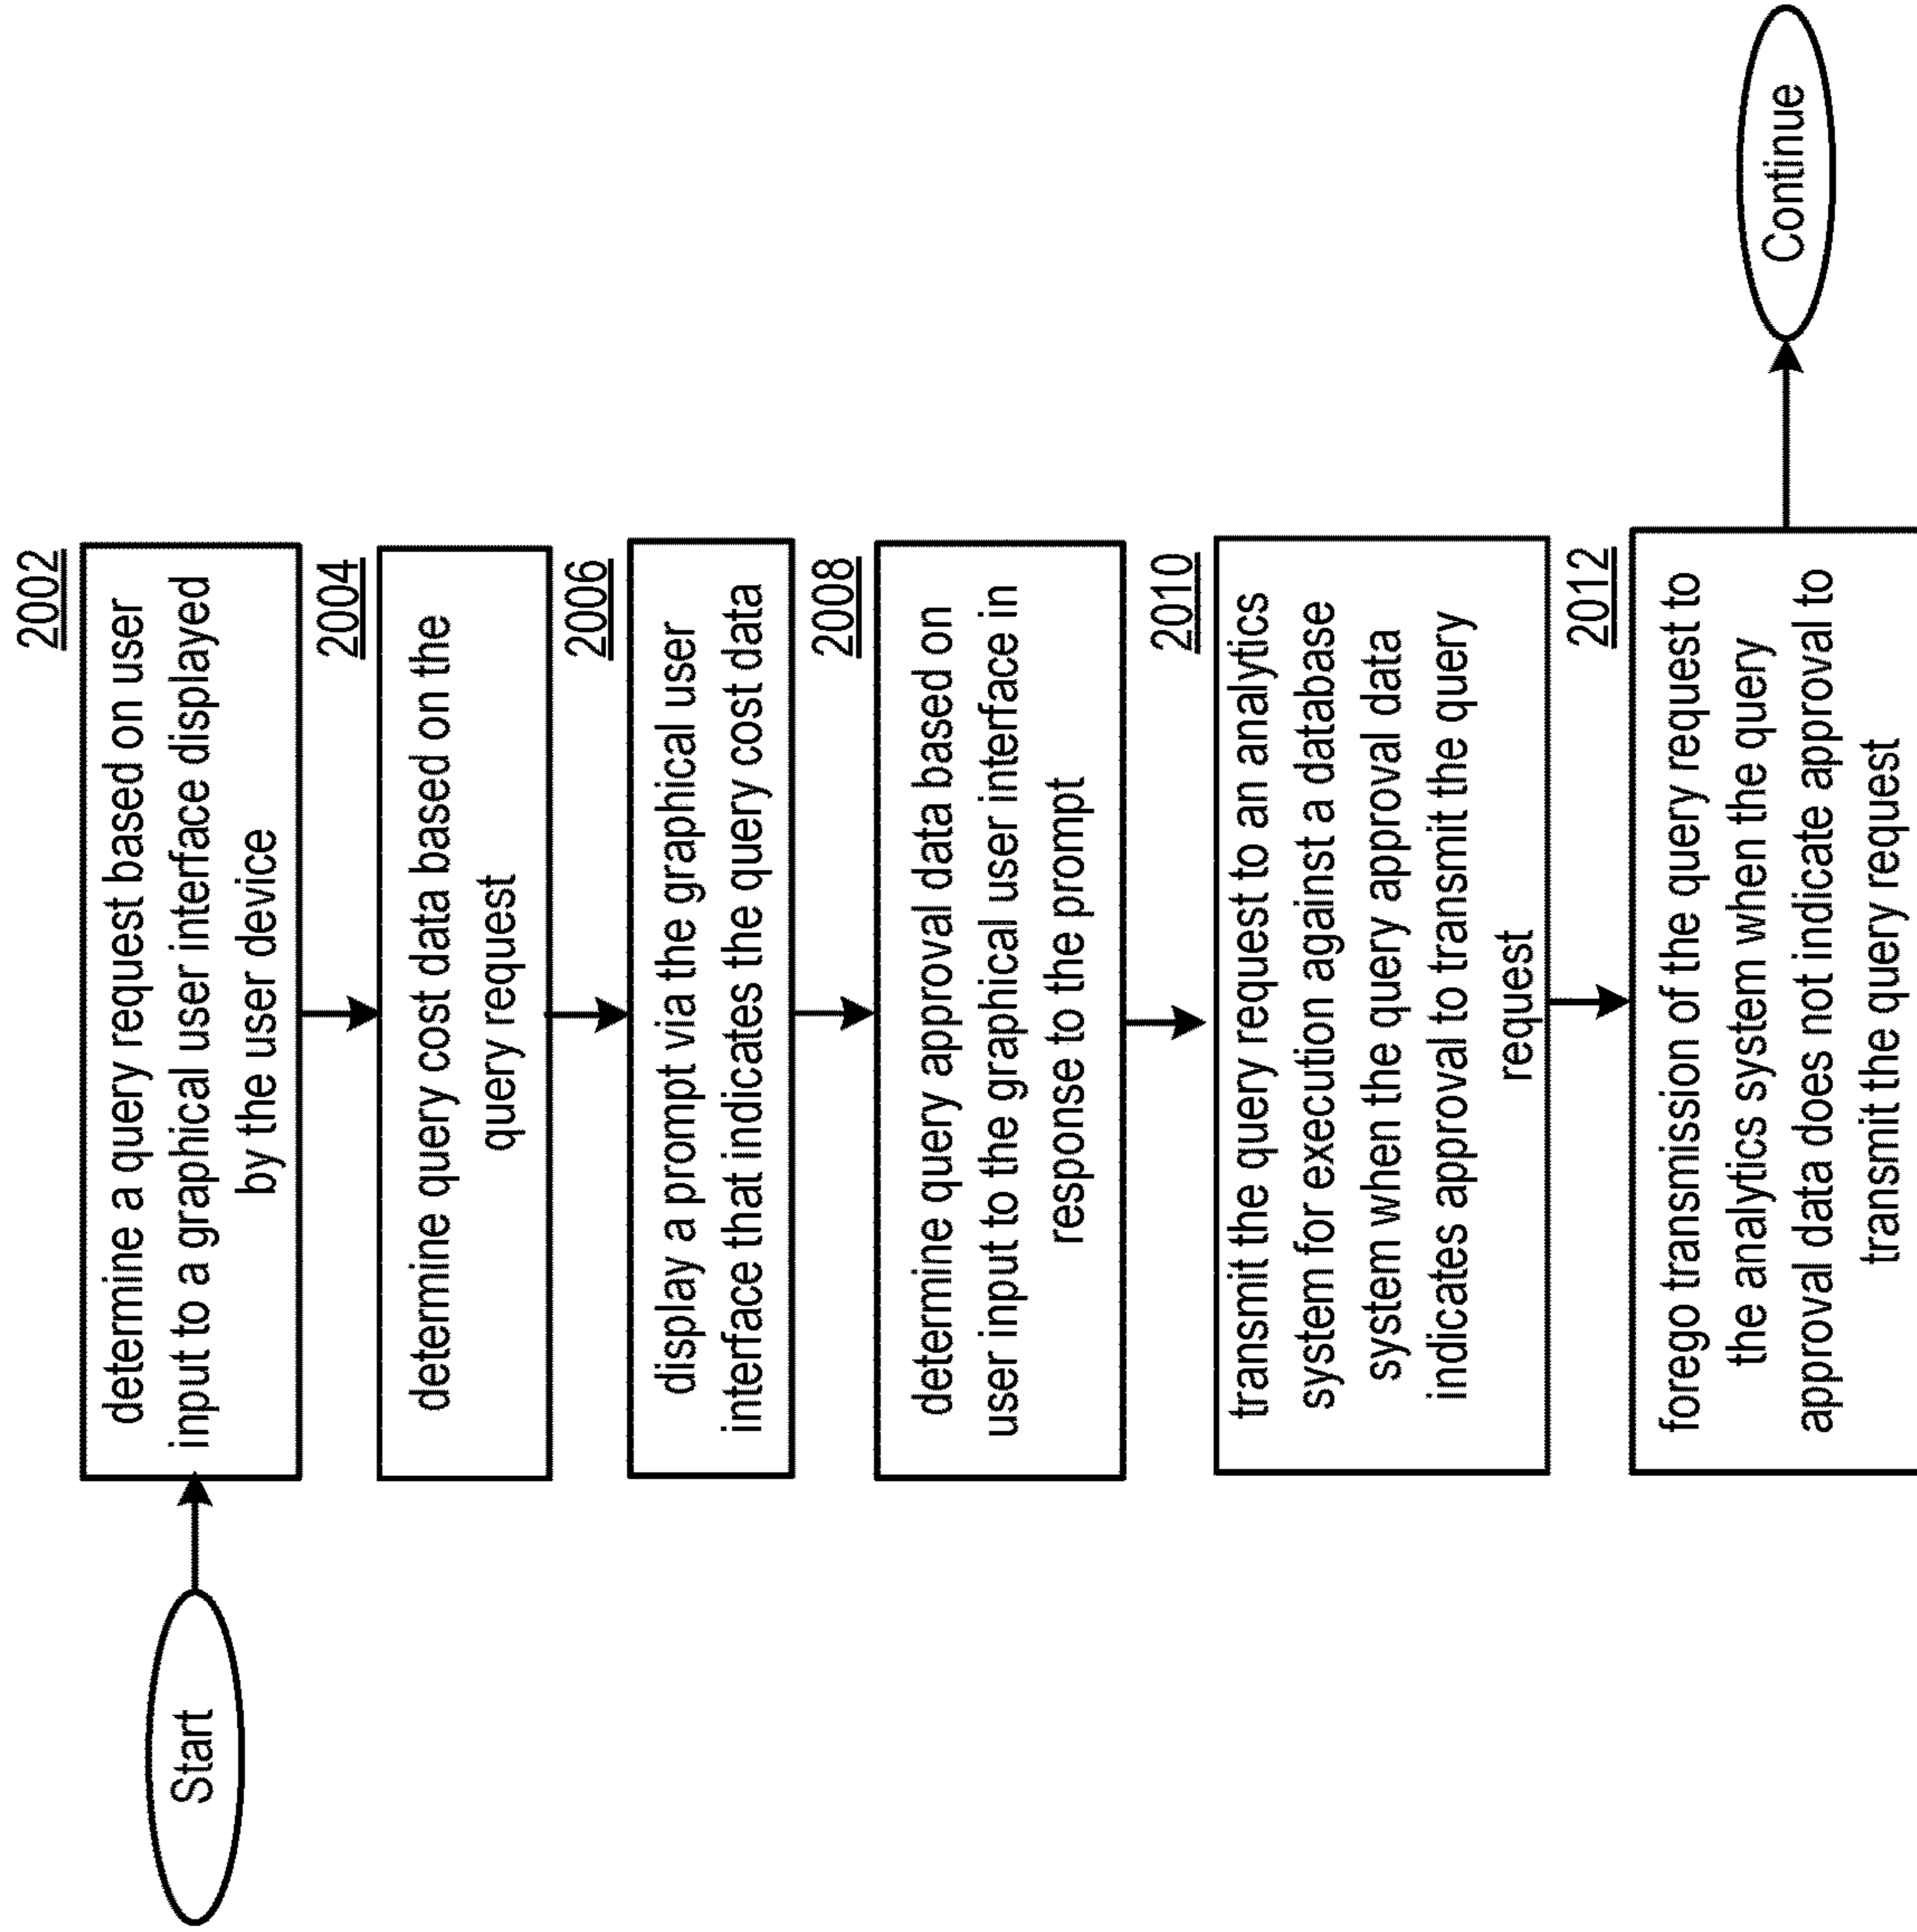 Start
2002
determine a query request based on user
input to a graphical user interface displayed
by the user device
2004
determine query cost data based on the
query request
2006
display a prompt via the graphical user
interface that indicates the query cost data
2008
determine query approval data based on
user input to the graphical user interface in
response to the prompt
2010
transmit the query request to an analytics
system for execution against a database
system when the query approval data
indicates approval to transmit the query
request
2012
forego transmission of the query request to
the analytics system when the query
approval data does not indicate approval to
transmit the query request
Continue